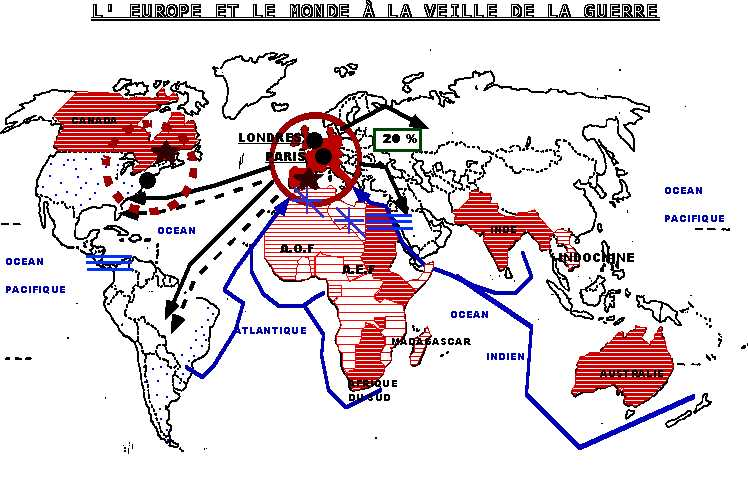 L' EUROPE ET LE MONDE À LA VEILLE DE LA GUERRE
CANADA
LONDRES
20 %
PARIS
OCEAN
PACIFIQUE
OCEAN
INDE
A.O.F
INDOCHINE
OCEAN
PACIFIQUE
A.E.F
OCEAN
ATLANTIQUE
MADAGASCAR
INDIEN
AUSTRALIE
AFRIQUE
DU SUD